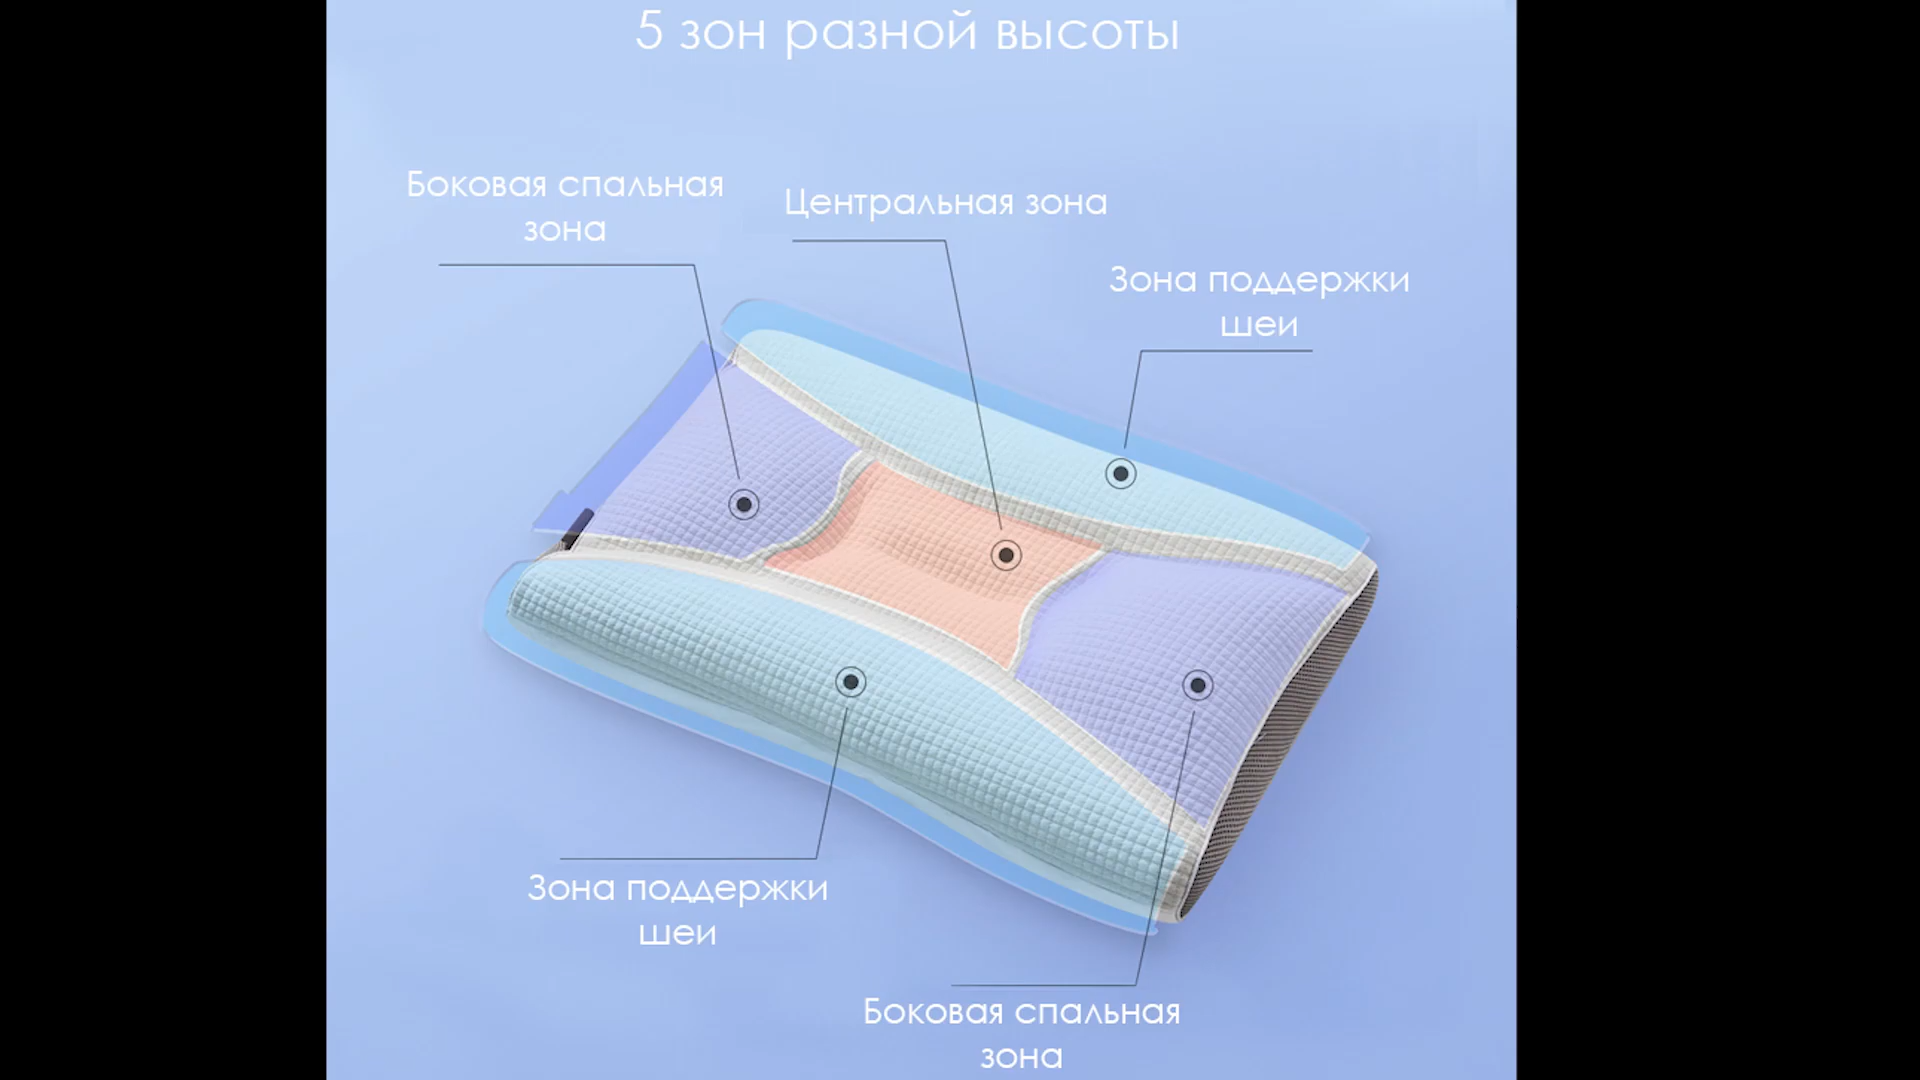 5 зон разной высоты
Боковая спальная
зона
Центральная зона
Зона поддержки
шеи
Зона поддержки
шеи
Боковая спальная
зона